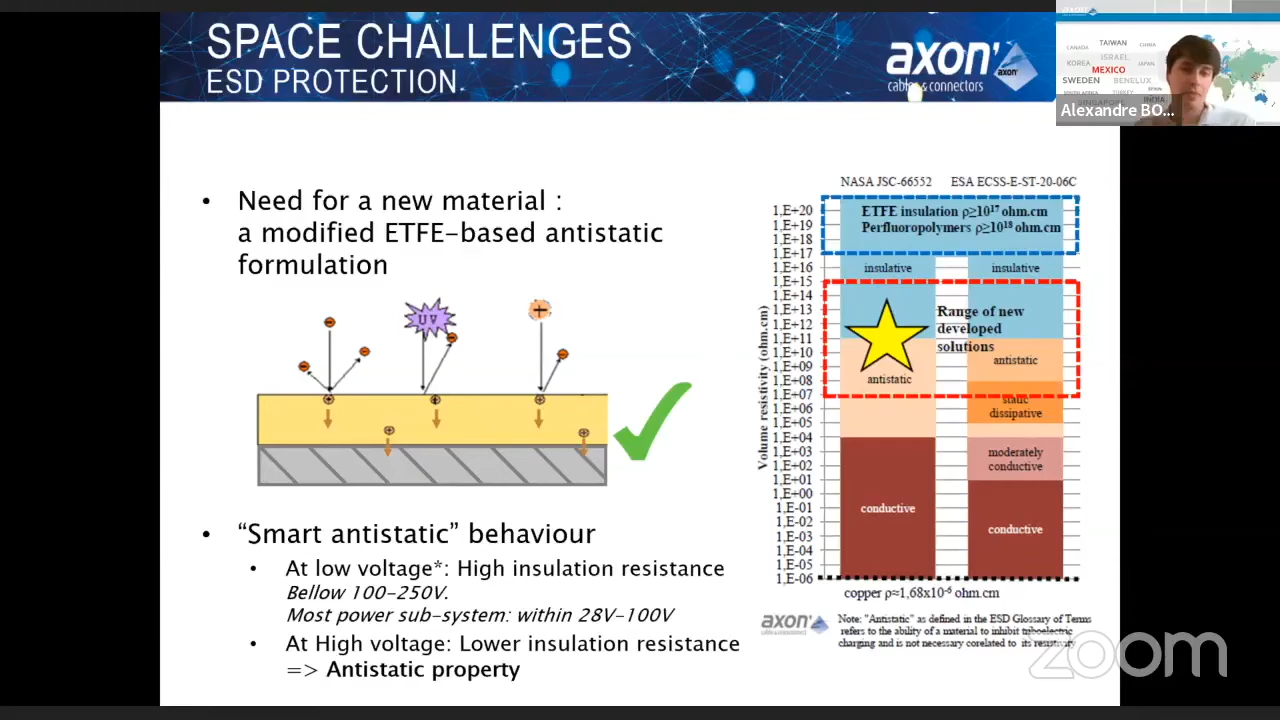 SPACE CHALLENGES
ESD PROTECTION
axon'
cables & connectors
axon'
CANADA TAIWAN CHINA
KOREA ISRAEL JAPAN
MEXICO
SWEDEN BENELUX
TURKEY SPAIN
SINGAPORE INDIA
Alexandre BO...
• Need for a new material :
a modified ETFE-based antistatic
formulation
UV
• "Smart antistatic" behaviour
• At low voltage*: High insulation resistance
Bellow 100-250V.
Most power sub-system: within 28V-100V
• At High voltage: Lower insulation resistance
=> Antistatic property
NASA JSC-66552 ESA ECSS-E-ST-20-06C
Volume resistivity (ohm.cm)
1,E+20
1,E+19
1,E+18
1,E+17
1,E+16
1,E+15
1,E+14
1,E+13
1,E+12
1,E+11
1,E+10
1,E+09
1,E+08
1,E+07
1,E+06
1,E+05
1,E+04
1,E+03
1,E+02
1,E+01
1,E+00
1,E-01
1,E-02
1,E-03
1,E-04
1,E-05
1,E-06
ETFE insulation ρ≥10¹⁷ ohm.cm
Perfluoropolymers ρ≥10¹⁸ ohm.cm
insulative insulative
Range of new
developed
solutions
antistatic
antistatic
static
dissipative
moderately
conductive
conductive
conductive
copper ρ≈1,68x10⁻⁶ ohm.cm
axon'
Note: "Antistatic" as defined in the ESD Glossary of Terms
refers to the ability of a material to inhibit triboelectric
charging and is not necessary corelated to its resistivity
zoom